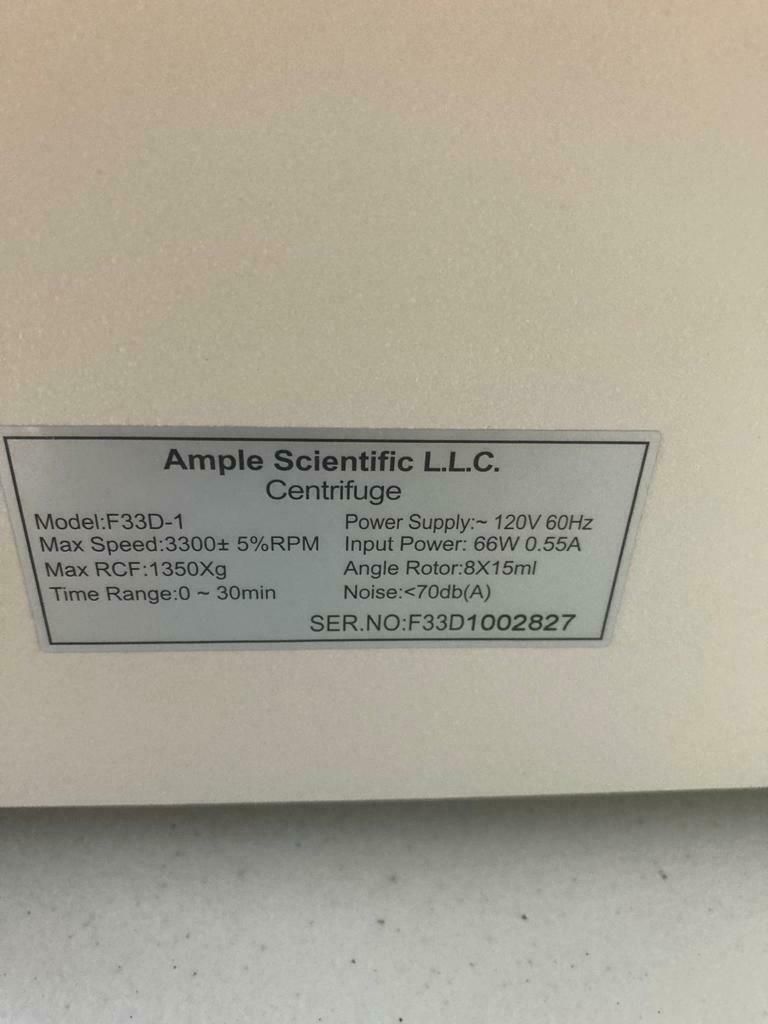 Ample Scientific L.L.C.
Centrifuge
Model:F33D-1 Power Supply:~ 120V 60Hz
Max Speed:3300± 5%RPM Input Power: 66W 0.55A
Max RCF:1350Xg Angle Rotor:8X15ml
Time Range:0 ~ 30min Noise:<70db(A)
SER.NO:F33D1002827